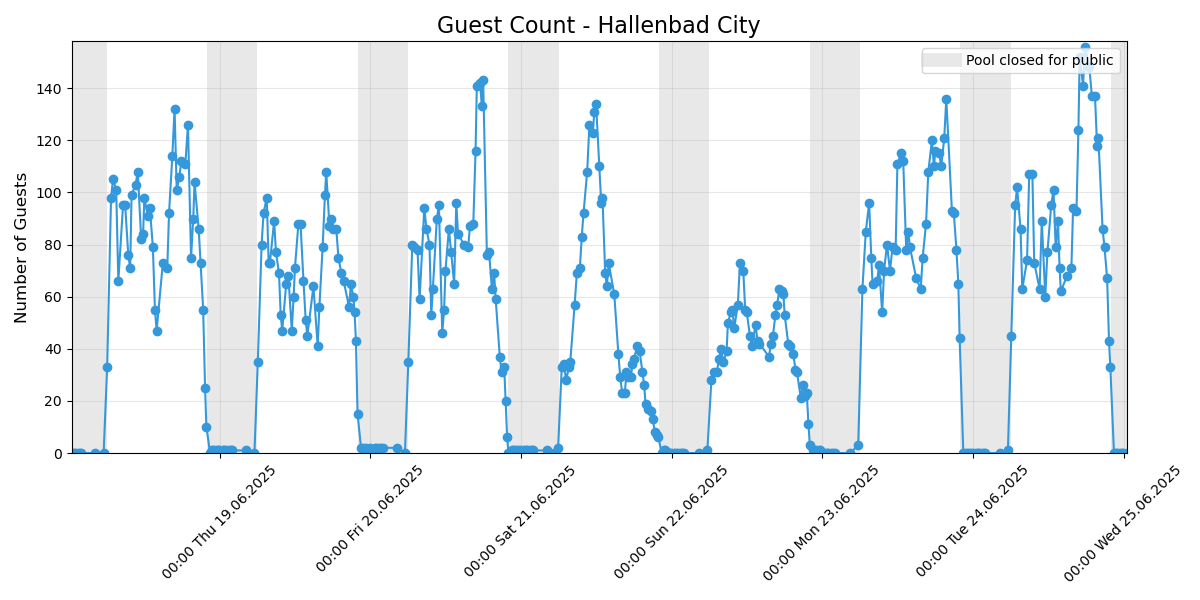 Guest Count - Hallenbad City
Pool closed for public
Number of Guests
140
120
100
80
60
40
20
0
00:00 Thu 19.06.2025
00:00 Fri 20.06.2025
00:00 Sat 21.06.2025
00:00 Sun 22.06.2025
00:00 Mon 23.06.2025
00:00 Tue 24.06.2025
00:00 Wed 25.06.2025